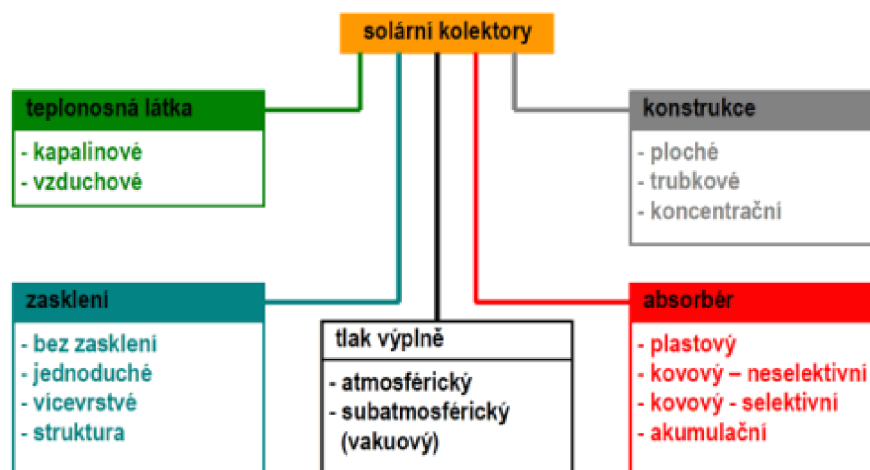 solární kolektory
teplonosná látka
- kapalinové
- vzduchové
konstrukce
- ploché
- trubkové
- koncentrační
zasklení
- bez zasklení
- jednoduché
- vícevrstvé
- struktura
tlak výplně
- atmosférický
- subatmosférický
(vakuový)
absorbér
- plastový
- kovový – neselektivní
- kovový - selektivní
- akumulační